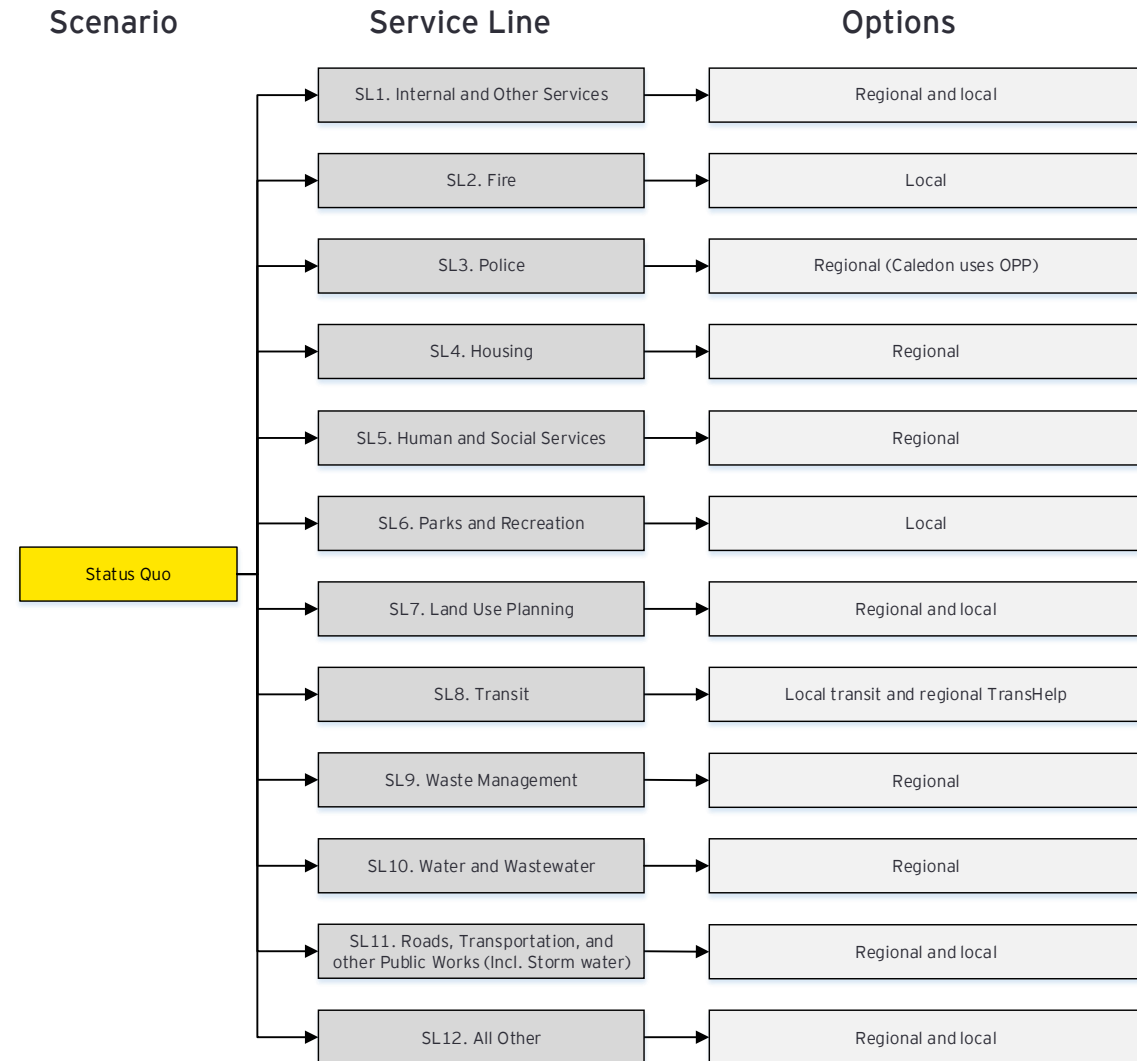 Scenario
Service Line
Options
SL1. Internal and Other Services
Regional and local
SL2. Fire
Local
SL3. Police
Regional (Caledon uses OPP)
SL4. Housing
Regional
SL5. Human and Social Services
Regional
SL6. Parks and Recreation
Local
Status Quo
SL7. Land Use Planning
Regional and local
SL8. Transit
Local transit and regional TransHelp
SL9. Waste Management
Regional
SL10. Water and Wastewater
Regional
SL11. Roads, Transportation, and
other Public Works (Incl. Storm water)
Regional and local
SL12. All Other
Regional and local